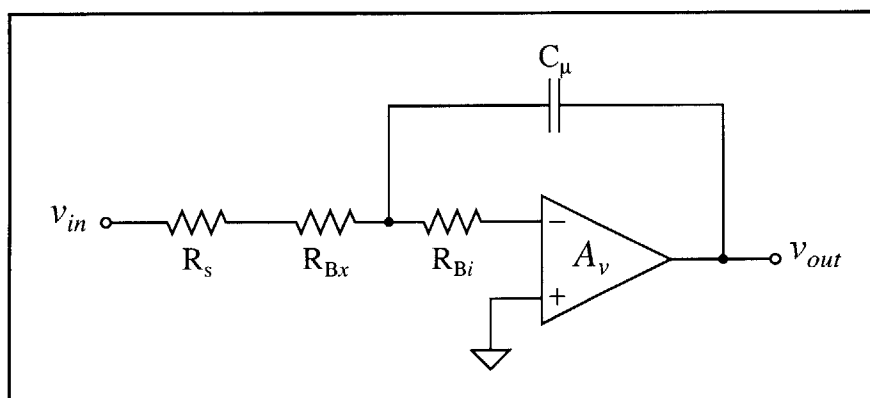 C_μ
v_in
R_s
R_Bx
R_Bi
−
A_v
+
v_out